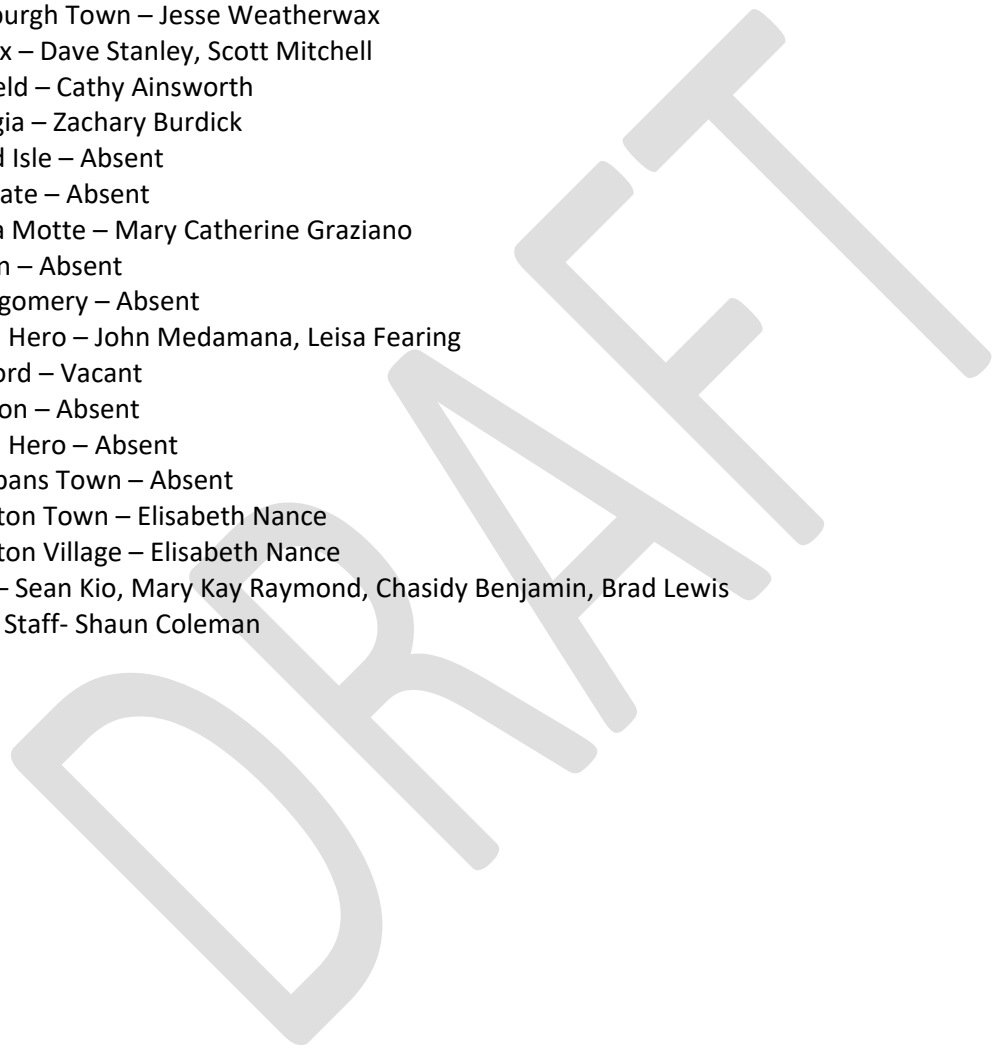 burgh Town – Jesse Weatherwax
x – Dave Stanley, Scott Mitchell
eld – Cathy Ainsworth
gia – Zachary Burdick
d Isle – Absent
ate – Absent
a Motte – Mary Catherine Graziano
n – Absent
gomery – Absent
Hero – John Medamana, Leisa Fearing
ord – Vacant
on – Absent
Hero – Absent
bans Town – Absent
ton Town – Elisabeth Nance
ton Village – Elisabeth Nance
– Sean Kio, Mary Kay Raymond, Chasidy Benjamin, Brad Lewis
Staff- Shaun Coleman
DRAFT